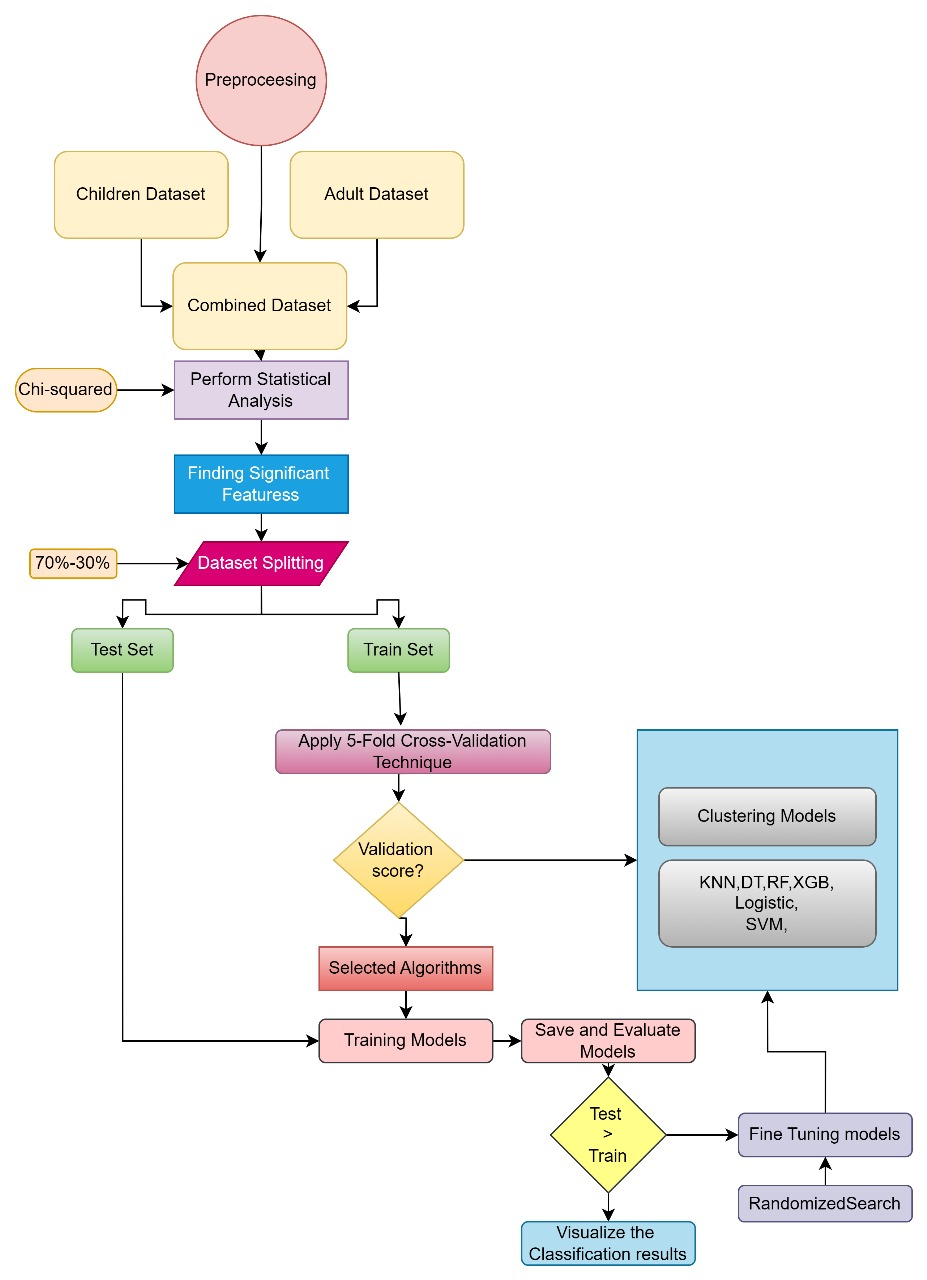 Preproceesing
Children Dataset
Adult Dataset
Combined Dataset
Chi-squared
Perform Statistical
Analysis
Finding Significant
Featuress
70%-30%
Dataset Splitting
Test Set
Train Set
Apply 5-Fold Cross-Validation
Technique
Validation
score?
Clustering Models
KNN,DT,RF,XGB,
Logistic,
SVM,
Selected Algorithms
Training Models
Save and Evaluate
Models
Test
>
Train
Fine Tuning models
RandomizedSearch
Visualize the
Classification results